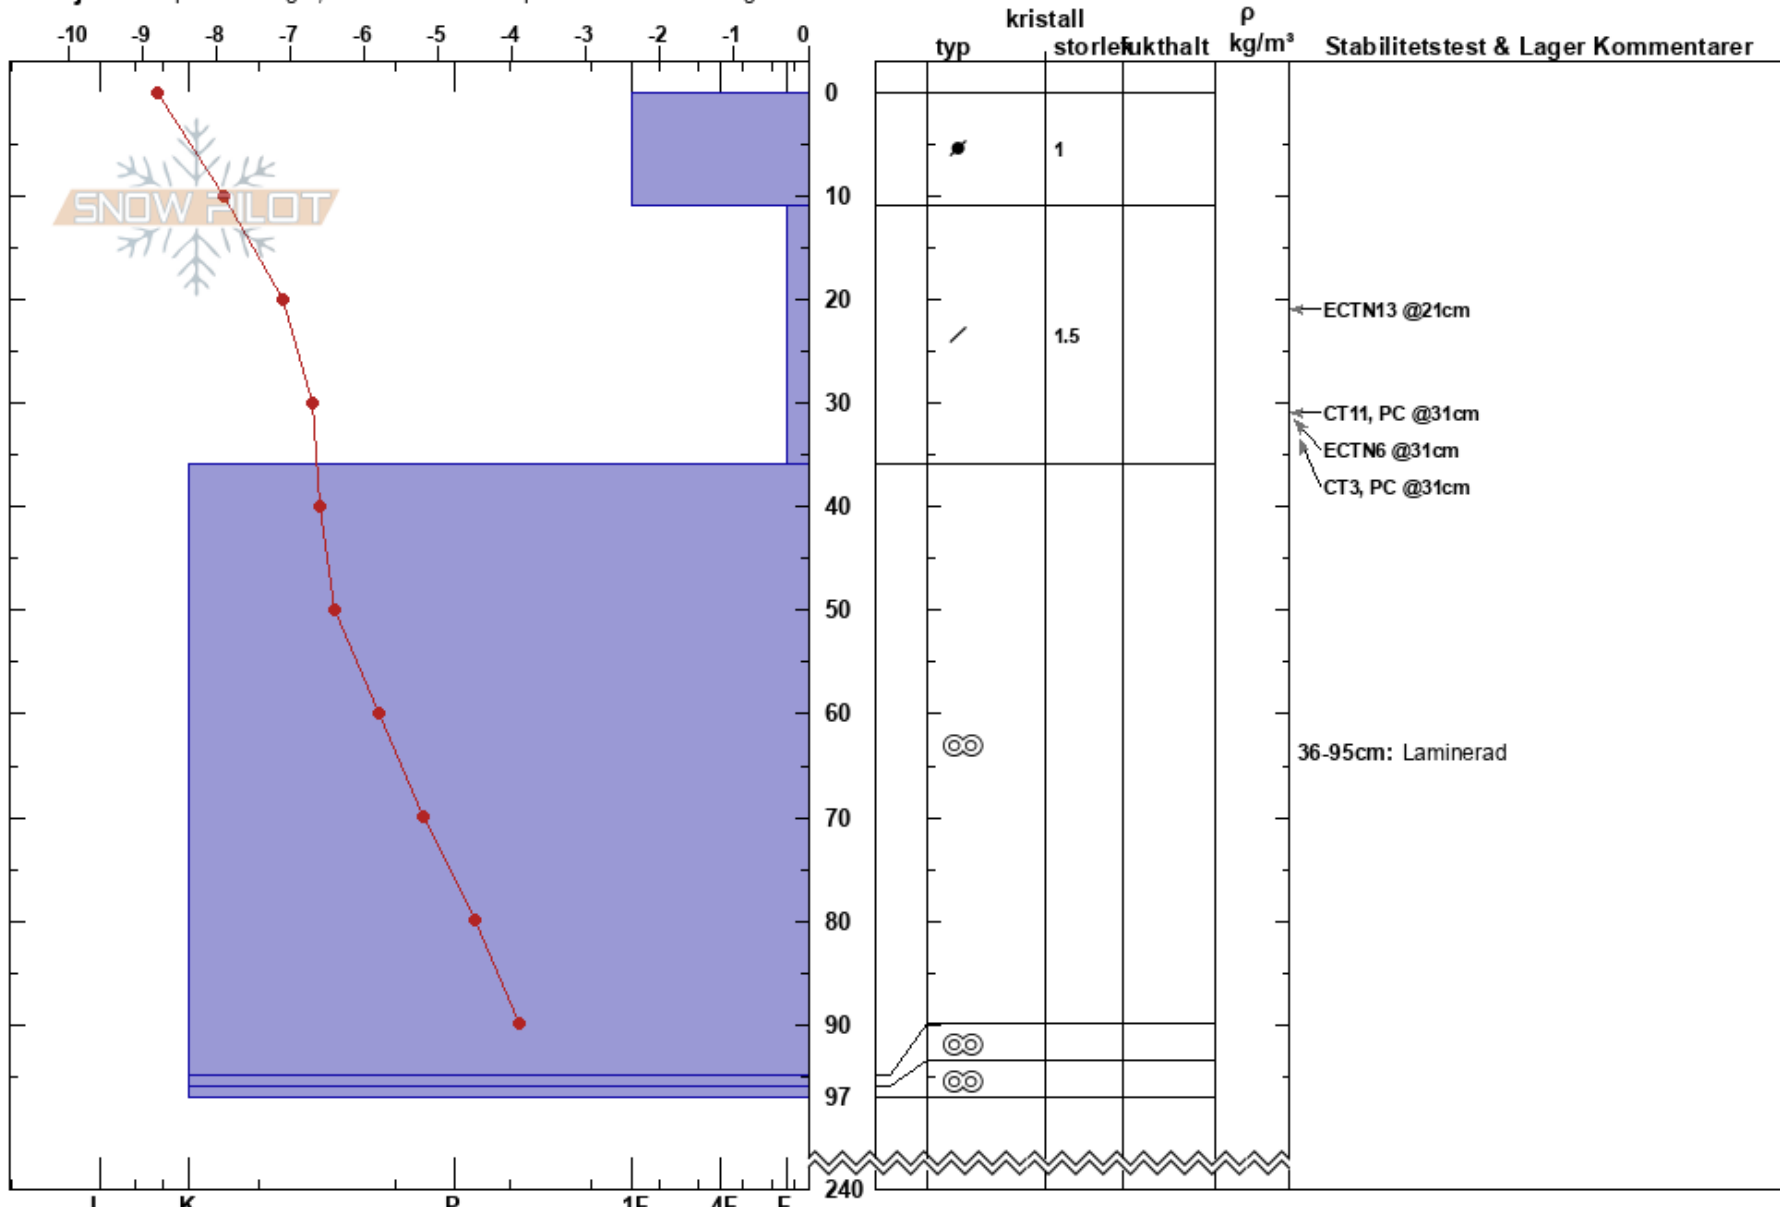 -10 -9 -8 -7 -6 -5 -4 -3 -2 -1 0
kristall
ρ
typ storlek fukthalt kg/m³ Stabilitetstest & Lager Kommentarer
0
1
SNOW PILOT
10
20
ECTN13 @21cm
1.5
30
CT11, PC @31cm
ECTN6 @31cm
CT3, PC @31cm
40
50
60
36-95cm: Laminerad
70
80
90
97
240
I K P 1F 4F F